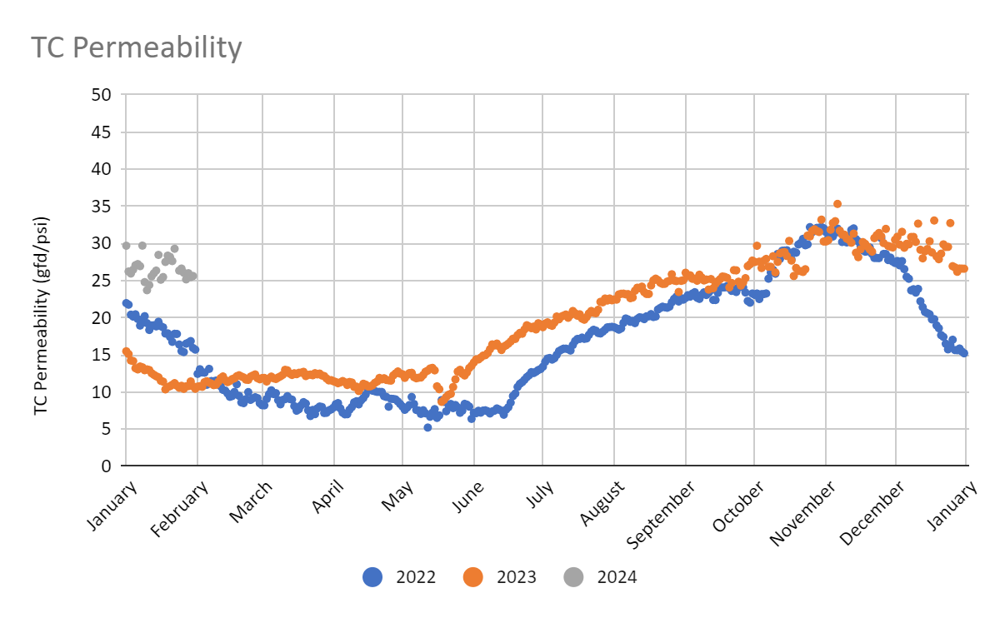 TC Permeability
TC Permeability (gfd/psi)
50
45
40
35
30
25
20
15
10
5
0
January
February
March
April
May
June
July
August
September
October
November
December
January
2022
2023
2024